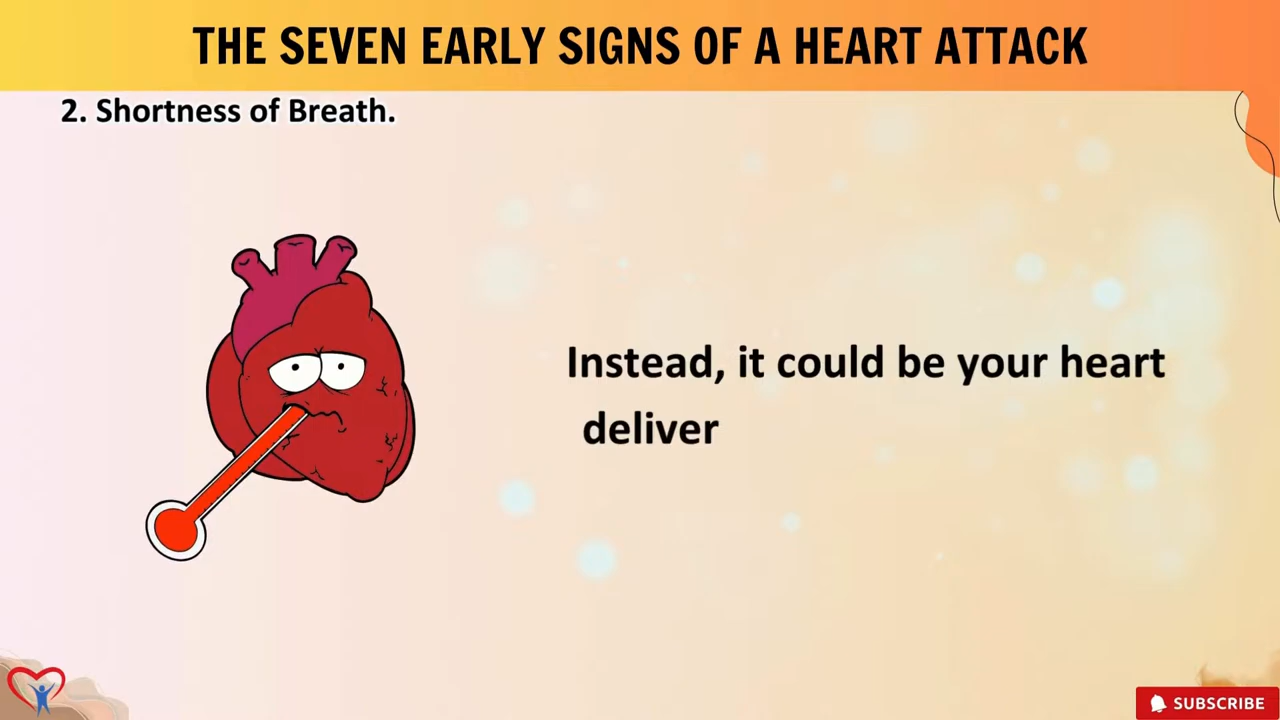 THE SEVEN EARLY SIGNS OF A HEART ATTACK
2. Shortness of Breath.
Instead, it could be your heart
deliver
SUBSCRIBE